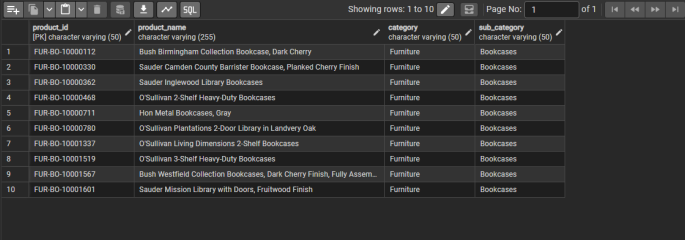 SQL Showing rows: 1 to 10 Page No: 1 of 1
product_id product_name category sub_category
[PK] character varying (50) character varying (255) character varying (50) character varying (50)
1 FUR-BO-10000112 Bush Birmingham Collection Bookcase, Dark Cherry Furniture Bookcases
2 FUR-BO-10000330 Sauder Camden County Barrister Bookcase, Planked Cherry Finish Furniture Bookcases
3 FUR-BO-10000362 Sauder Inglewood Library Bookcases Furniture Bookcases
4 FUR-BO-10000468 O'Sullivan 2-Shelf Heavy-Duty Bookcases Furniture Bookcases
5 FUR-BO-10000711 Hon Metal Bookcases, Gray Furniture Bookcases
6 FUR-BO-10000780 O'Sullivan Plantations 2-Door Library in Landvery Oak Furniture Bookcases
7 FUR-BO-10001337 O'Sullivan Living Dimensions 2-Shelf Bookcases Furniture Bookcases
8 FUR-BO-10001519 O'Sullivan 3-Shelf Heavy-Duty Bookcases Furniture Bookcases
9 FUR-BO-10001567 Bush Westfield Collection Bookcases, Dark Cherry Finish, Fully Assem... Furniture Bookcases
10 FUR-BO-10001601 Sauder Mission Library with Doors, Fruitwood Finish Furniture Bookcases